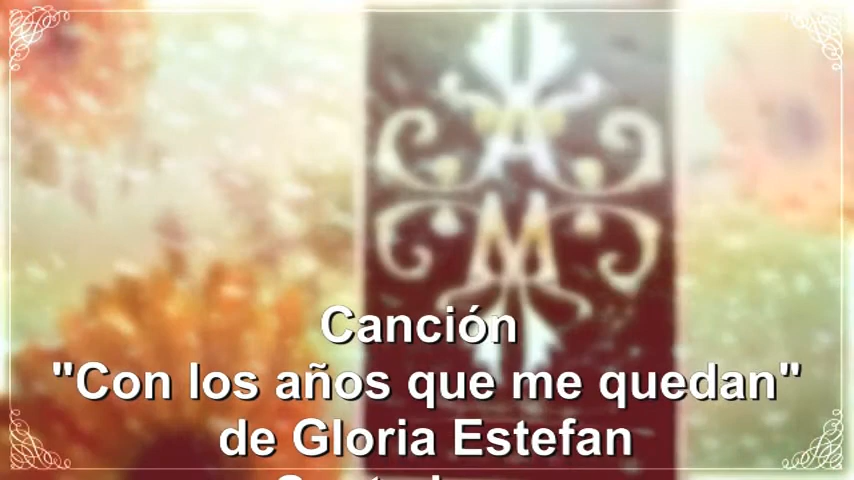 A
M
Canción
"Con los años que me quedan"
de Gloria Estefan